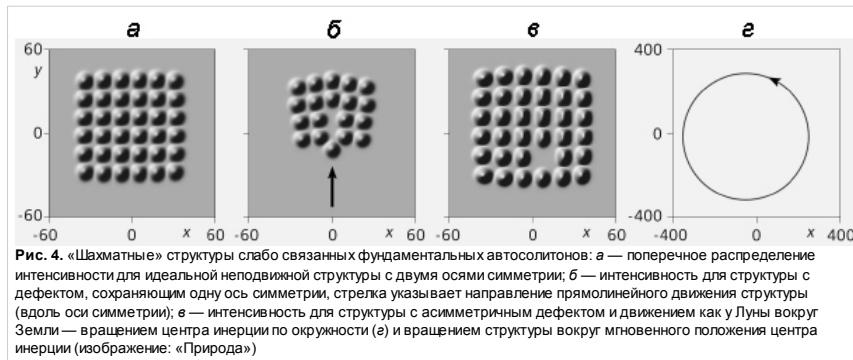 а б в г
60 400
y
0 0
-60 -400
-60 0 x 60 -60 0 x 60 -60 0 x 60 -400 0 x 400
Рис. 4. «Шахматные» структуры слабо связанных фундаментальных автосолитонов: а — поперечное распределение
интенсивности для идеальной неподвижной структуры с двумя осями симметрии; б — интенсивность для структуры с
дефектом, сохраняющим одну ось симметрии, стрелка указывает направление прямолинейного движения структуры
(вдоль оси симметрии); в — интенсивность для структуры с асимметричным дефектом и движением как у Луны вокруг
Земли — вращением центра инерции по окружности (г) и вращением структуры вокруг мгновенного положения центра
инерции (изображение: «Природа»)